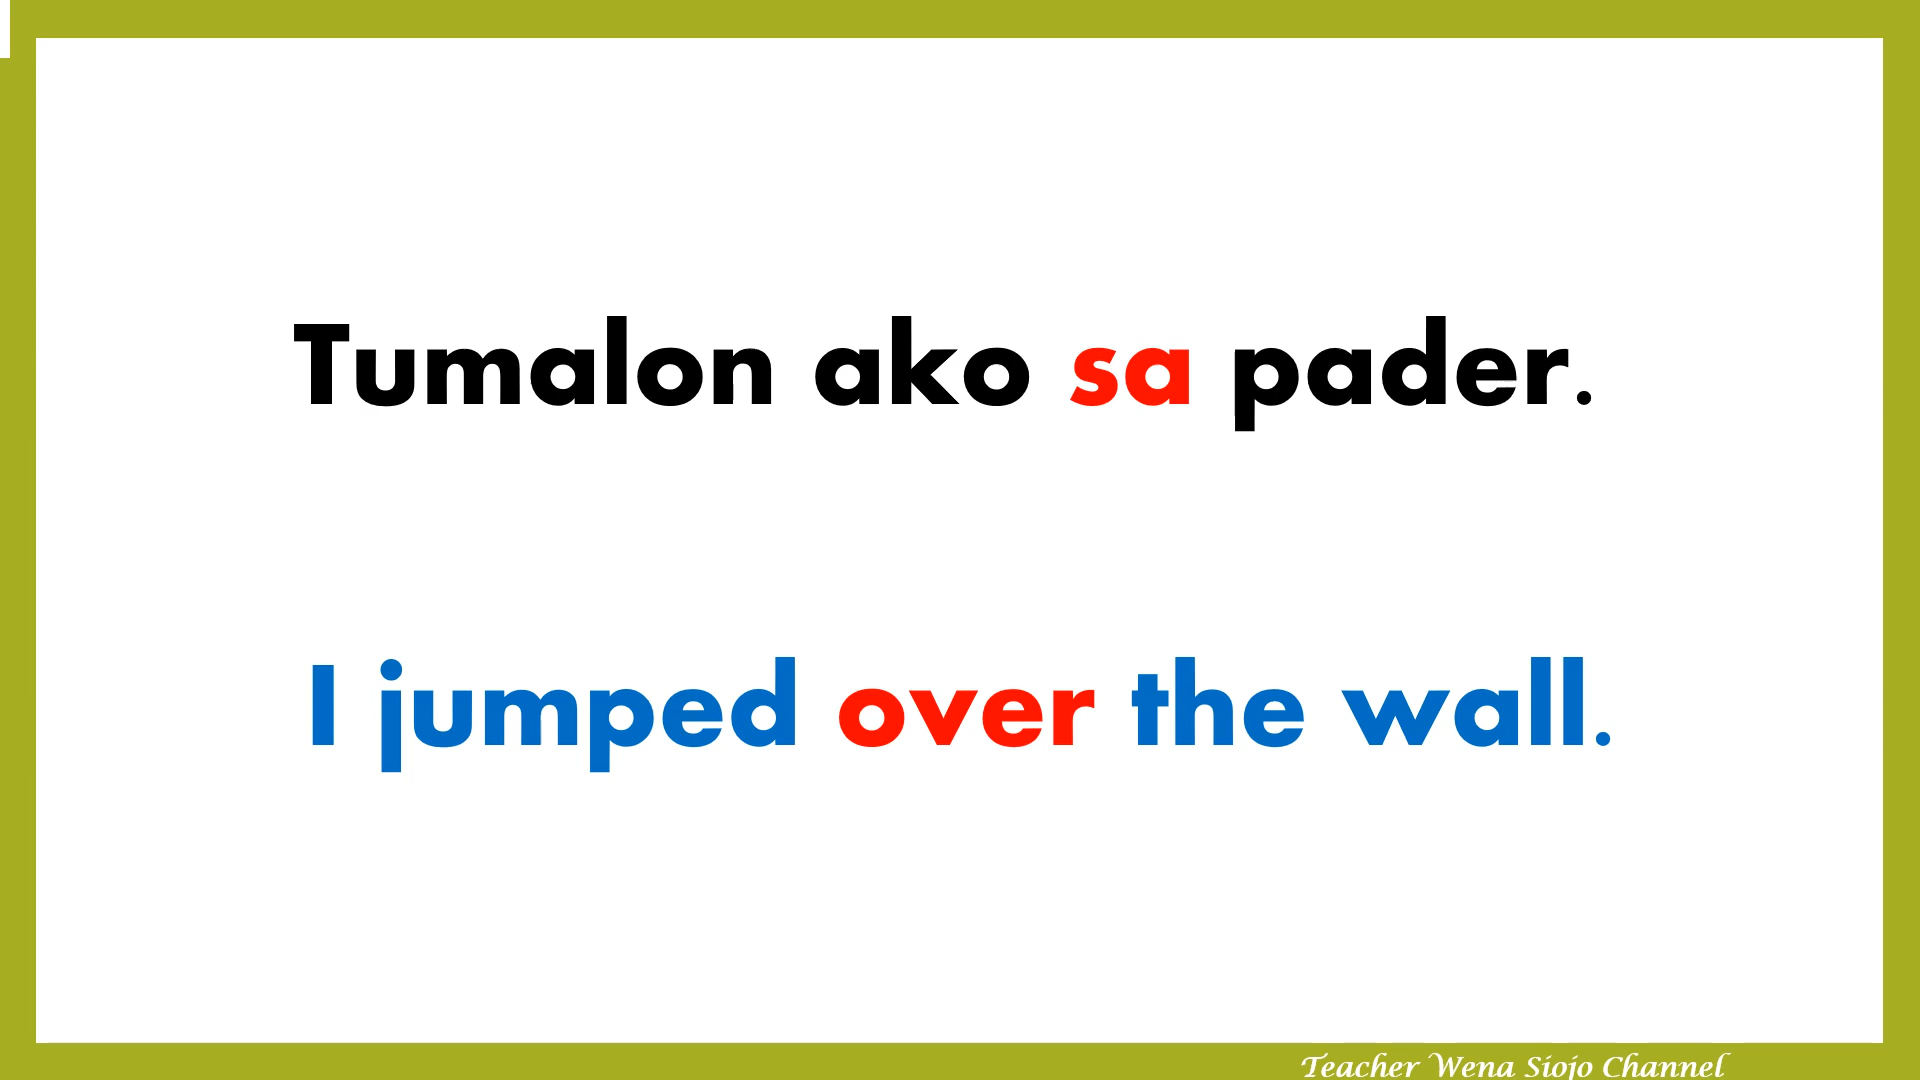 Tumalon ako sa pader.
I jumped over the wall.
Teacher Wena Siojo Channel